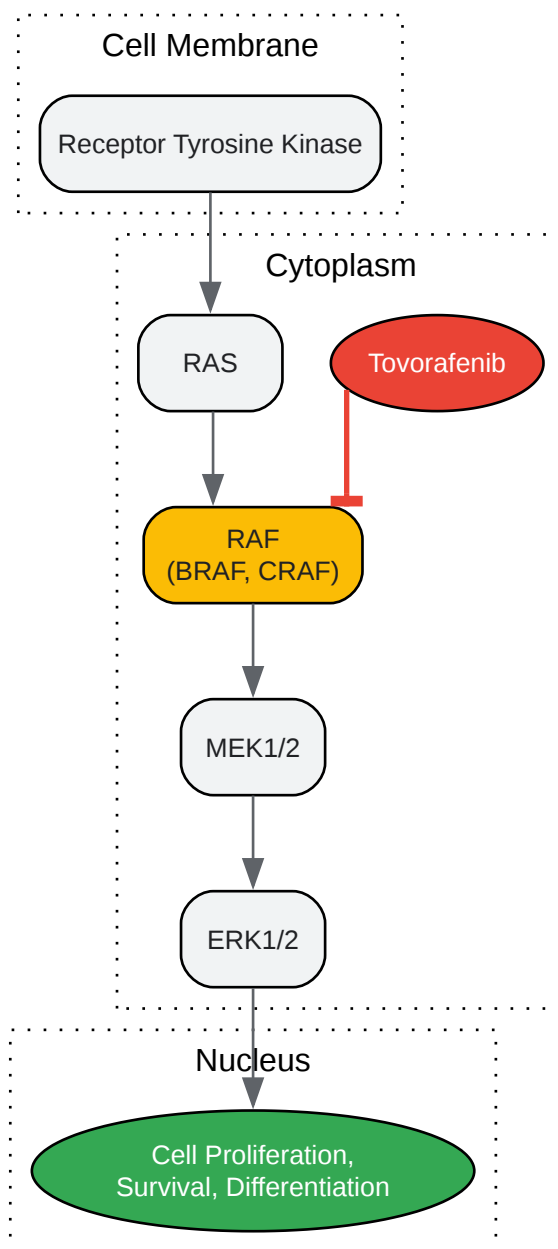 Cell Membrane
Receptor Tyrosine Kinase
Cytoplasm
RAS
Tovorafenib
RAF
(BRAF, CRAF)
MEK1/2
ERK1/2
Nucleus
Cell Proliferation,
Survival, Differentiation